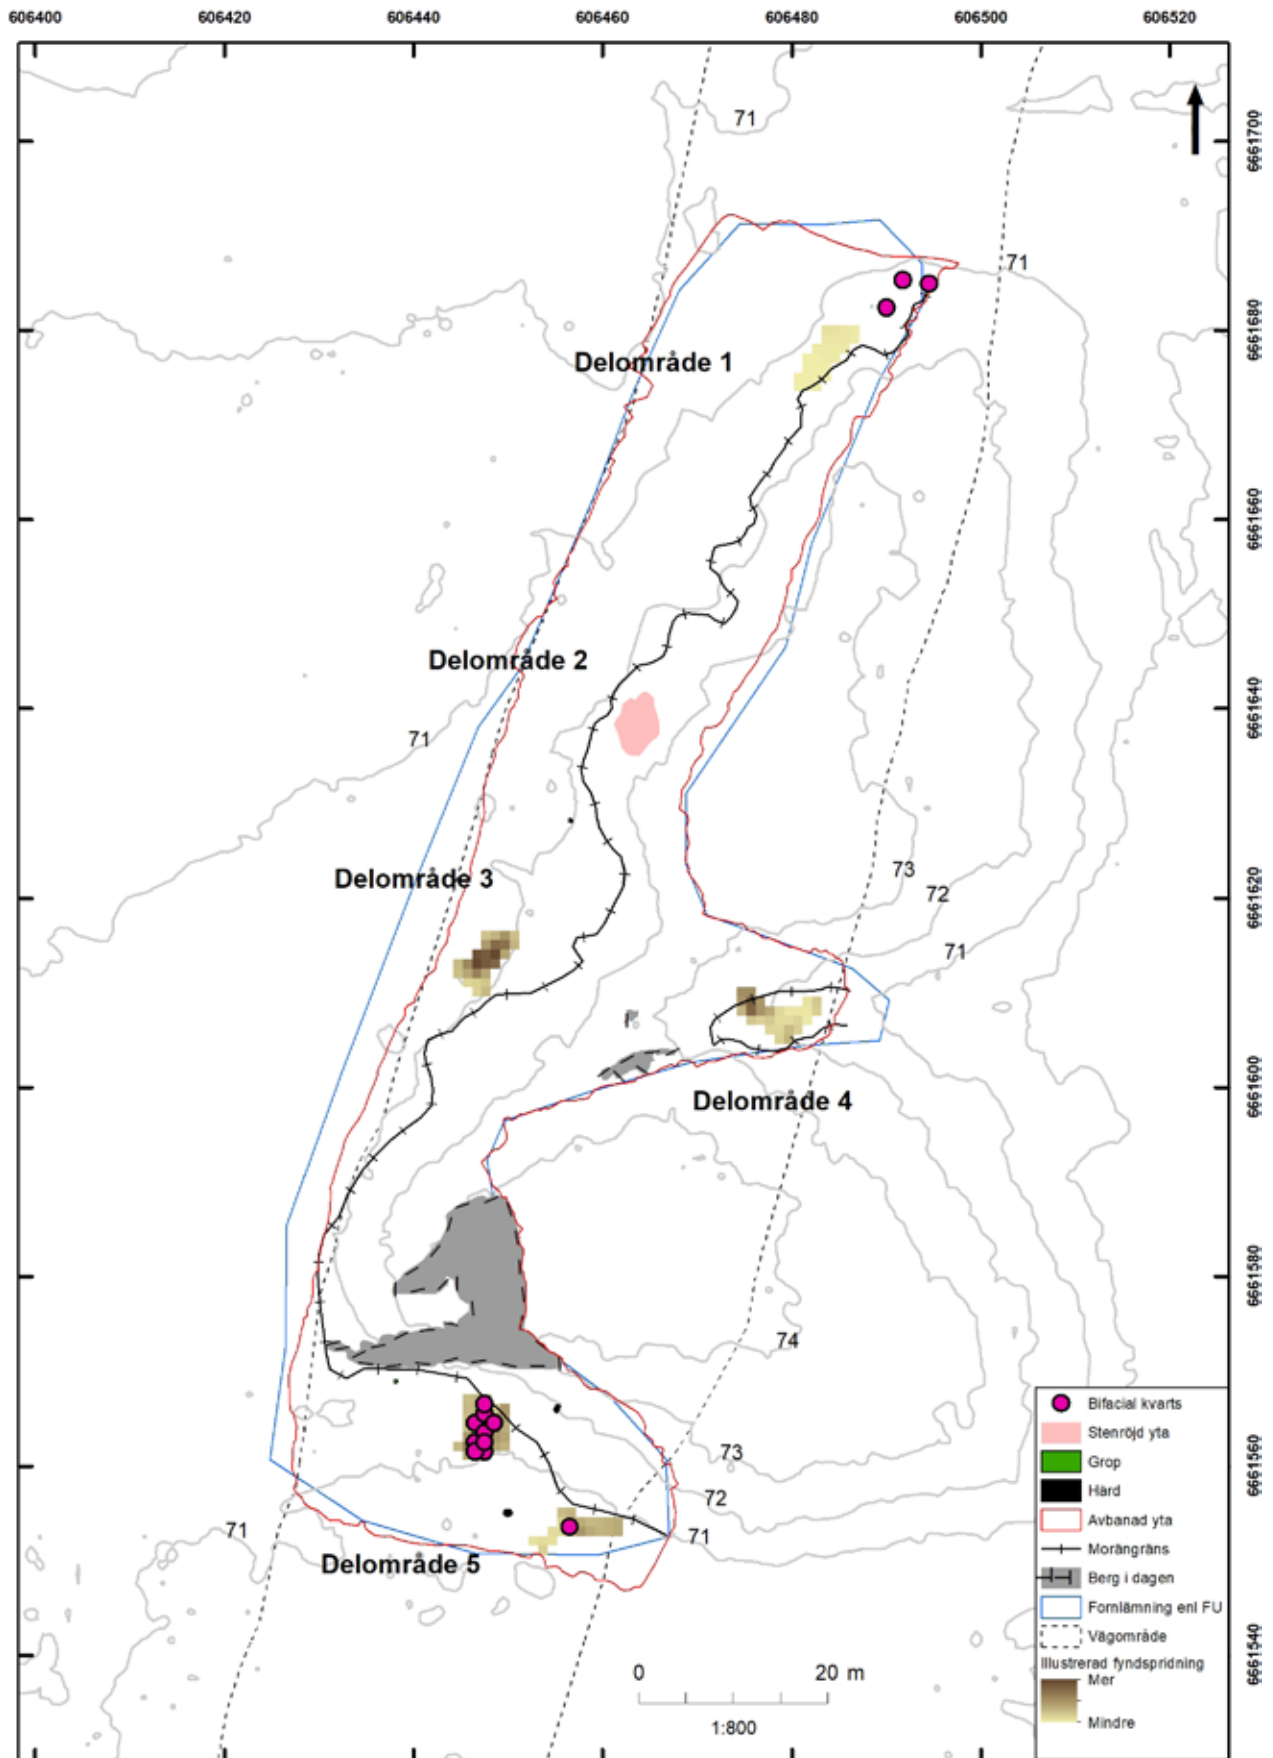 606400 606420 606440 606460 606480 606500 606520
71
6661700
71
6661680
Delområde 1
6661660
Delområde 2
6661640
71
73
72
6661620
Delområde 3
71
6661600
Delområde 4
6661580
74
73
6661560
72
71
71
Delområde 5
6661540
0 20 m
1:800
Bifacial kvarts
Stenröjd yta
Grop
Härd
Avbanad yta
Moràngräns
Berg i dagen
Fornlämning enl FU
Vägområde
Illustrerad fyndspridning
Mer
Mindre